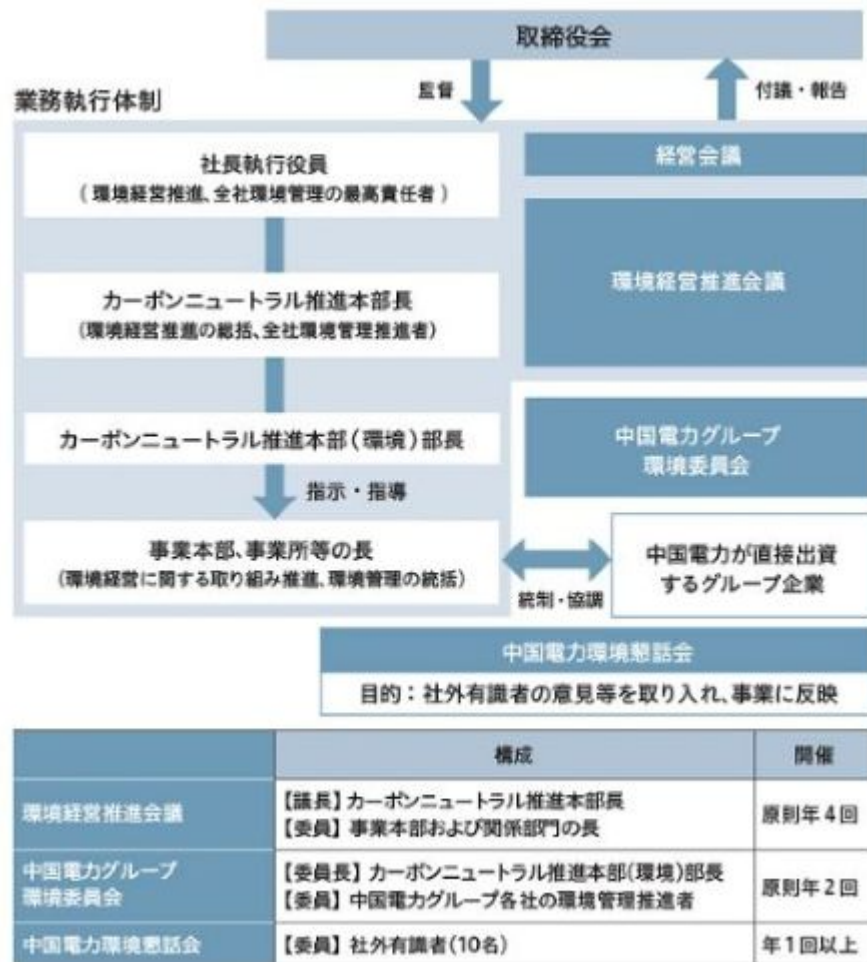 取締役会
監督
付議・報告
業務執行体制
社長執行役員
(環境経営推進、全社環境管理の最高責任者)
経営会議
環境経営推進会議
カーボンニュートラル推進本部長
(環境経営推進の総括、全社環境管理推進者)
カーボンニュートラル推進本部(環境)部長
中国電力グループ
環境委員会
指示・指導
事業本部、事業所等の長
(環境経営に関する取り組み推進、環境管理の統括)
統制・協調
中国電力が直接出資
するグループ企業
中国電力環境懇話会
目的：社外有識者の意見等を取り入れ、事業に反映
構成 開催
環境経営推進会議
【議長】カーボンニュートラル推進本部長
【委員】事業本部および関係部門の長
原則年4回
中国電力グループ
環境委員会
【委員長】カーボンニュートラル推進本部(環境)部長
【委員】中国電力グループ各社の環境管理推進者
原則年2回
中国電力環境懇話会
【委員】社外有識者(10名)
年1回以上